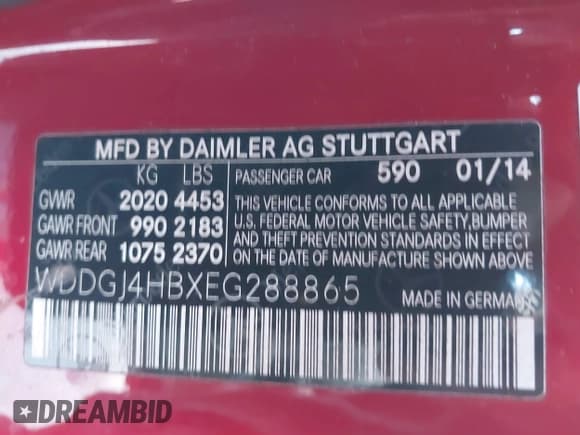 MFD BY DAIMLER AG STUTTGART
KG LBS
PASSENGER CAR 590 01/14
GVWR 2020 4453
GAWR FRONT 990 2183
GAWR REAR 1075 2370
THIS VEHICLE CONFORMS TO ALL APPLICABLE
U.S. FEDERAL MOTOR VEHICLE SAFETY, BUMPER
AND THEFT PREVENTION STANDARDS IN EFFECT
ON THE DATE OF MANUFACTURE SHOWN ABOVE
WDDGJ4HBXEG288865
MADE IN GERMANY
DREAMBID